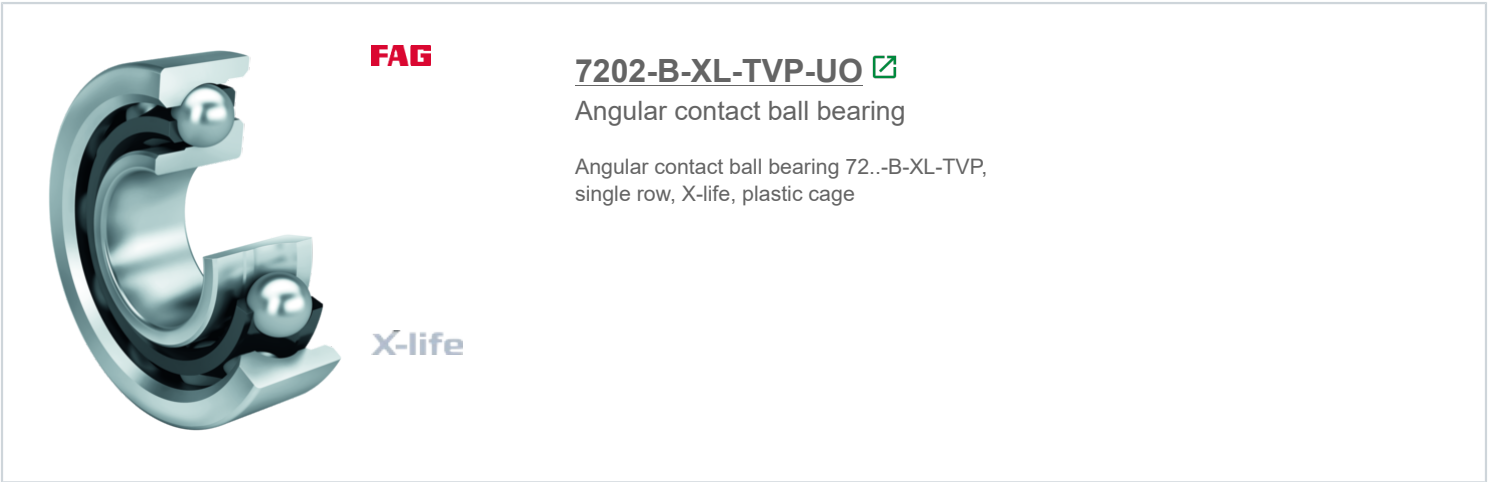 FAG
7202-B-XL-TVP-UO
Angular contact ball bearing
Angular contact ball bearing 72..-B-XL-TVP,
single row, X-life, plastic cage
X-life